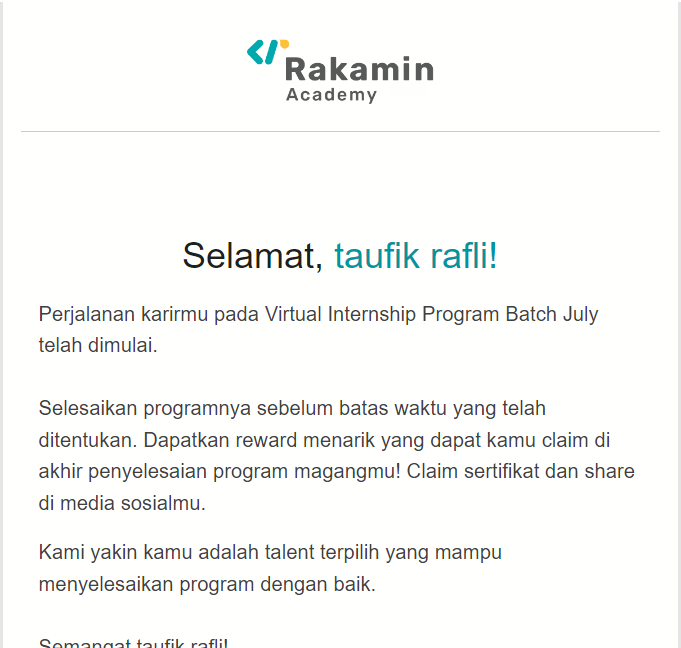 Rakamin
Academy
Selamat, taufik rafli!
Perjalanan karirmu pada Virtual Internship Program Batch July
telah dimulai.
Selesaikan programnya sebelum batas waktu yang telah
ditentukan. Dapatkan reward menarik yang dapat kamu claim di
akhir penyelesaian program magangmu! Claim sertifikat dan share
di media sosialmu.
Kami yakin kamu adalah talent terpilih yang mampu
menyelesaikan program dengan baik.
Semangat taufik rafli!